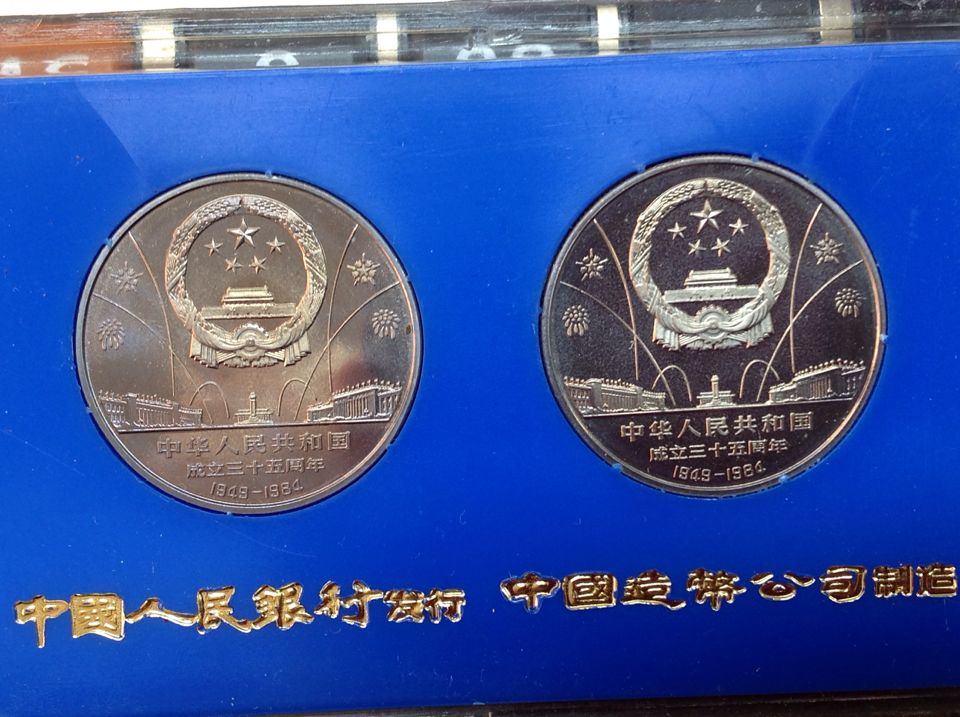 中华人民共和国
成立三十五周年
1949-1984
中华人民共和国
成立三十五周年
1949-1984
中國人民銀行发行
中國造幣公司制造